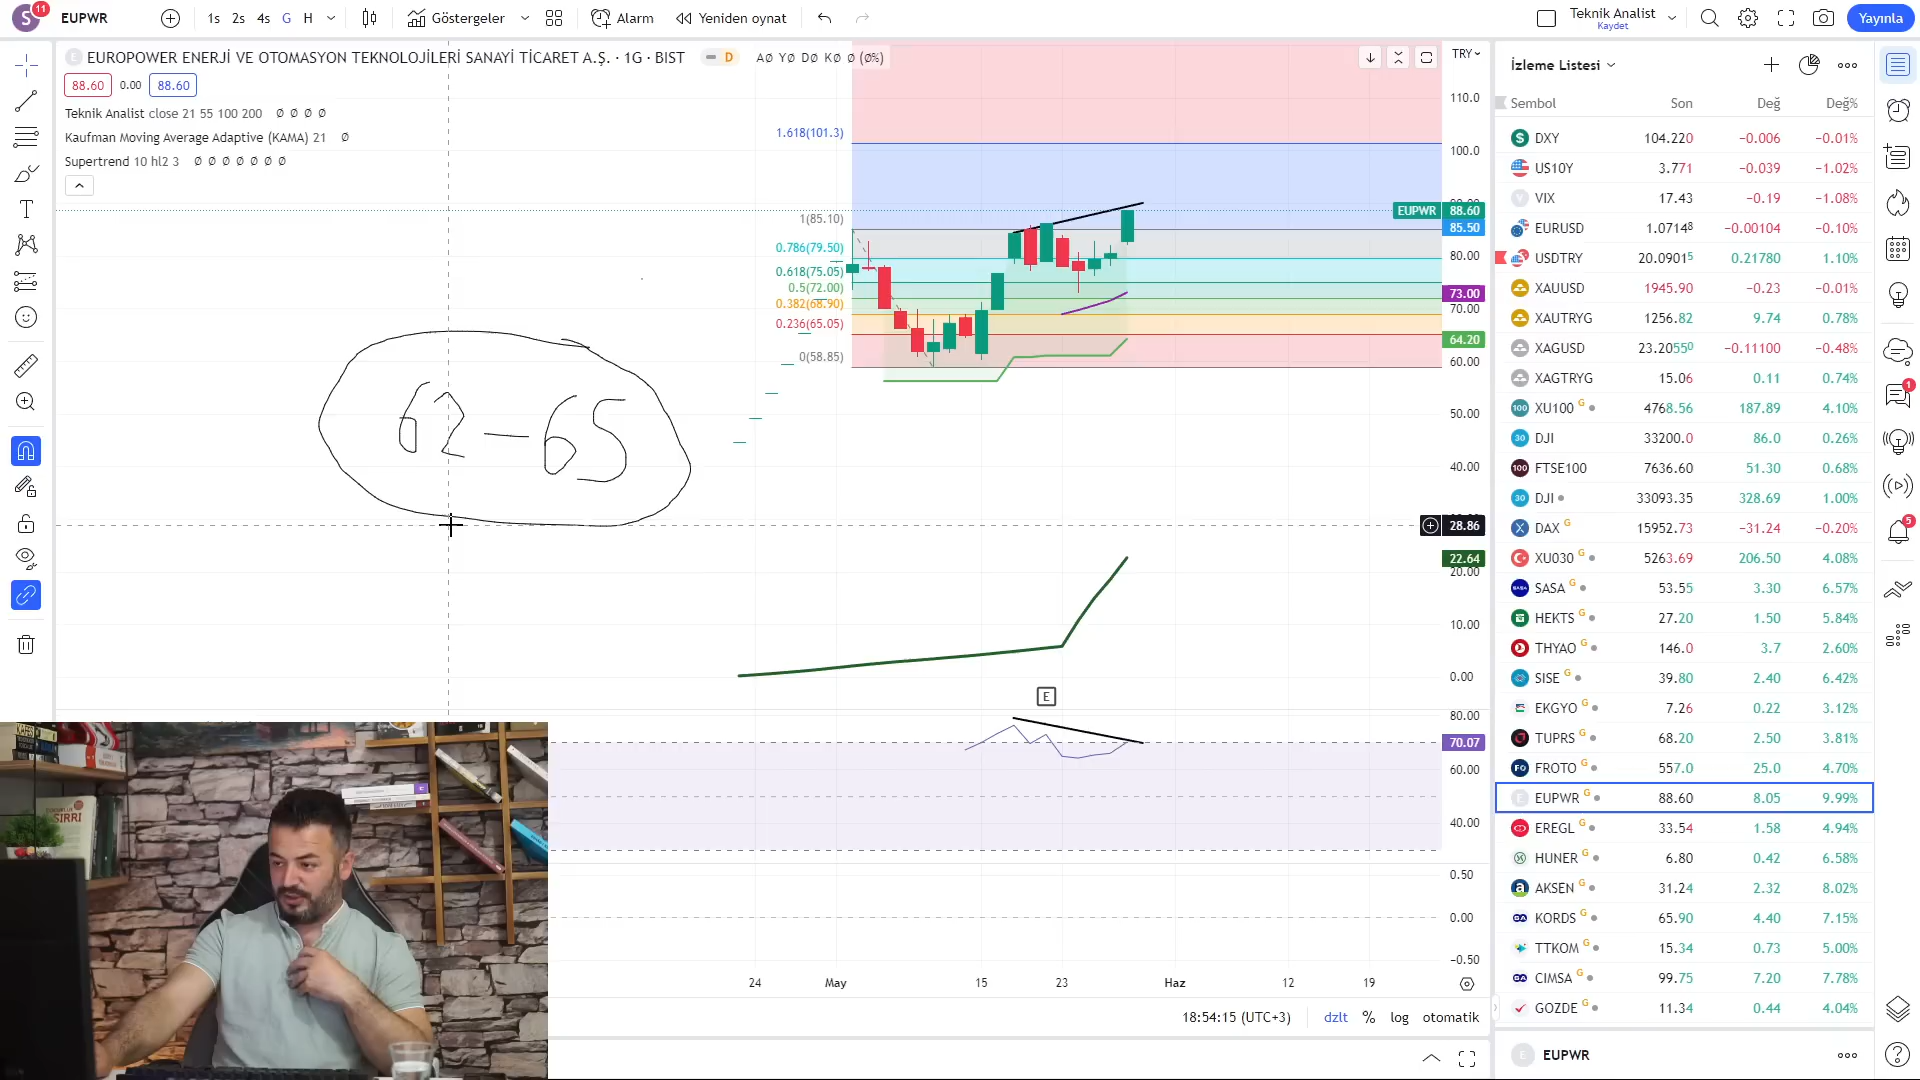 S 11 EUPWR 1s 2s 4s G H Göstergeler Alarm Yeniden oynat Teknik Analist Kaydet Yayınla
E EUROPOWER ENERJİ VE OTOMASYON TEKNOLOJİLERİ SANAYİ TİCARET A.Ş. · 1G · BIST D AØ YØ DØ KØ Ø (Ø%) TRY
88.60 0.00 88.60
Teknik Analist close 21 55 100 200 Ø Ø Ø Ø
Kaufman Moving Average Adaptive (KAMA) 21 Ø
Supertrend 10 hl2 3 Ø Ø Ø Ø Ø Ø Ø
1.618(101.3)
1(85.10)
0.786(79.50)
0.618(75.05)
0.5(72.00)
0.236(65.05)
0(58.85)
62 - 65
110.0
100.0
EUPWR 88.60
85.50
80.00
73.00
70.00
64.20
60.00
50.00
40.00
28.86
22.64
20.00
10.00
0.00
E
80.00
70.07
60.00
40.00
0.50
0.00
−0.50
24 May 15 23 Haz 12 19
18:54:15 (UTC+3) dzlt % log otomatik
İzleme Listesi
Sembol Son Değ Değ%
DXY 104.220 −0.006 −0.01%
US10Y 3.771 −0.039 −1.02%
VIX 17.43 −0.19 −1.08%
EURUSD 1.0714⁸ −0.00104 −0.10%
USDTRY 20.0901⁵ 0.21780 1.10%
XAUUSD 1945.90 −0.23 −0.01%
XAUTRYG 1256.82 9.74 0.78%
XAGUSD 23.2055⁰ −0.11100 −0.48%
XAGTRYG 15.06 0.11 0.74%
100 XU100 G 4768.56 187.89 4.10%
30 DJI 33200.0 86.0 0.26%
100 FTSE100 7636.60 51.30 0.68%
30 DJI 33093.35 328.69 1.00%
X DAX G 15952.73 −31.24 −0.20%
XU030 G 5263.69 206.50 4.08%
SASA G 53.55 3.30 6.57%
HEKTS G 27.20 1.50 5.84%
THYAO G 146.0 3.7 2.60%
SISE G 39.80 2.40 6.42%
EKGYO G 7.26 0.22 3.12%
TUPRS G 68.20 2.50 3.81%
FO FROTO G 557.0 25.0 4.70%
E EUPWR G 88.60 8.05 9.99%
EREGL G 33.54 1.58 4.94%
HUNER G 6.80 0.42 6.58%
a AKSEN G 31.24 2.32 8.02%
SA KORDS G 65.90 4.40 7.15%
TTKOM G 15.34 0.73 5.00%
SA CIMSA G 99.75 7.20 7.78%
GOZDE G 11.34 0.44 4.04%
E EUPWR
1
5
SIRRI